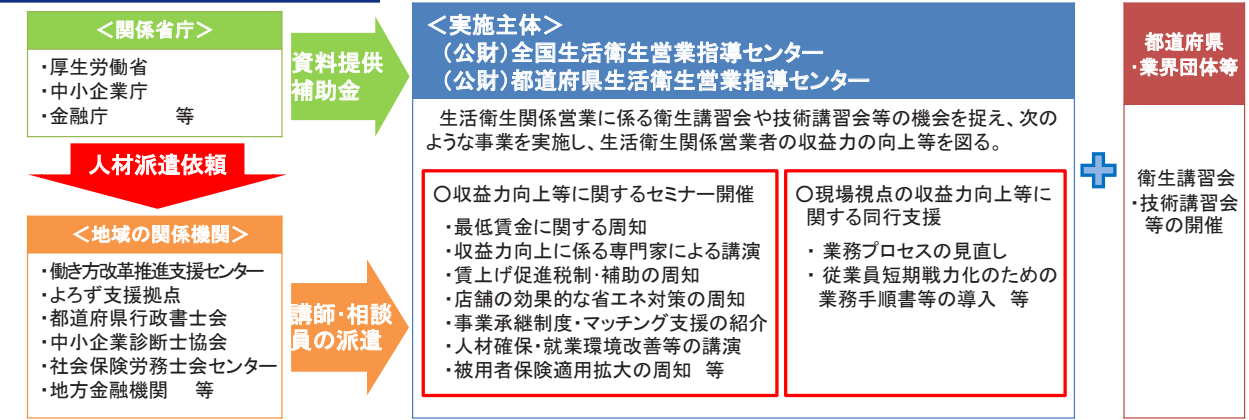 <関係省庁>
・厚生労働省
・中小企業庁
・金融庁 等
人材派遣依頼
<地域の関係機関>
・働き方改革推進支援センター
・よろず支援拠点
・都道府県行政書士会
・中小企業診断士協会
・社会保険労務士会センター
・地方金融機関 等
資料提供
補助金
講師・相談
員の派遣
<実施主体>
(公財)全国生活衛生営業指導センター
(公財)都道府県生活衛生営業指導センター
生活衛生関係営業に係る衛生講習会や技術講習会等の機会を捉え、次の
ような事業を実施し、生活衛生関係営業者の収益力の向上等を図る。
○収益力向上等に関するセミナー開催
・最低賃金に関する周知
・収益力向上に係る専門家による講演
・賃上げ促進税制・補助の周知
・店舗の効果的な省エネ対策の周知
・事業承継制度・マッチング支援の紹介
・人材確保・就業環境改善等の講演
・被用者保険適用拡大の周知 等
○現場視点の収益力向上等に
関する同行支援
・ 業務プロセスの見直し
・ 従業員短期戦力化のための
業務手順書等の導入 等
都道府県
・業界団体等
衛生講習会
・技術講習会
等の開催